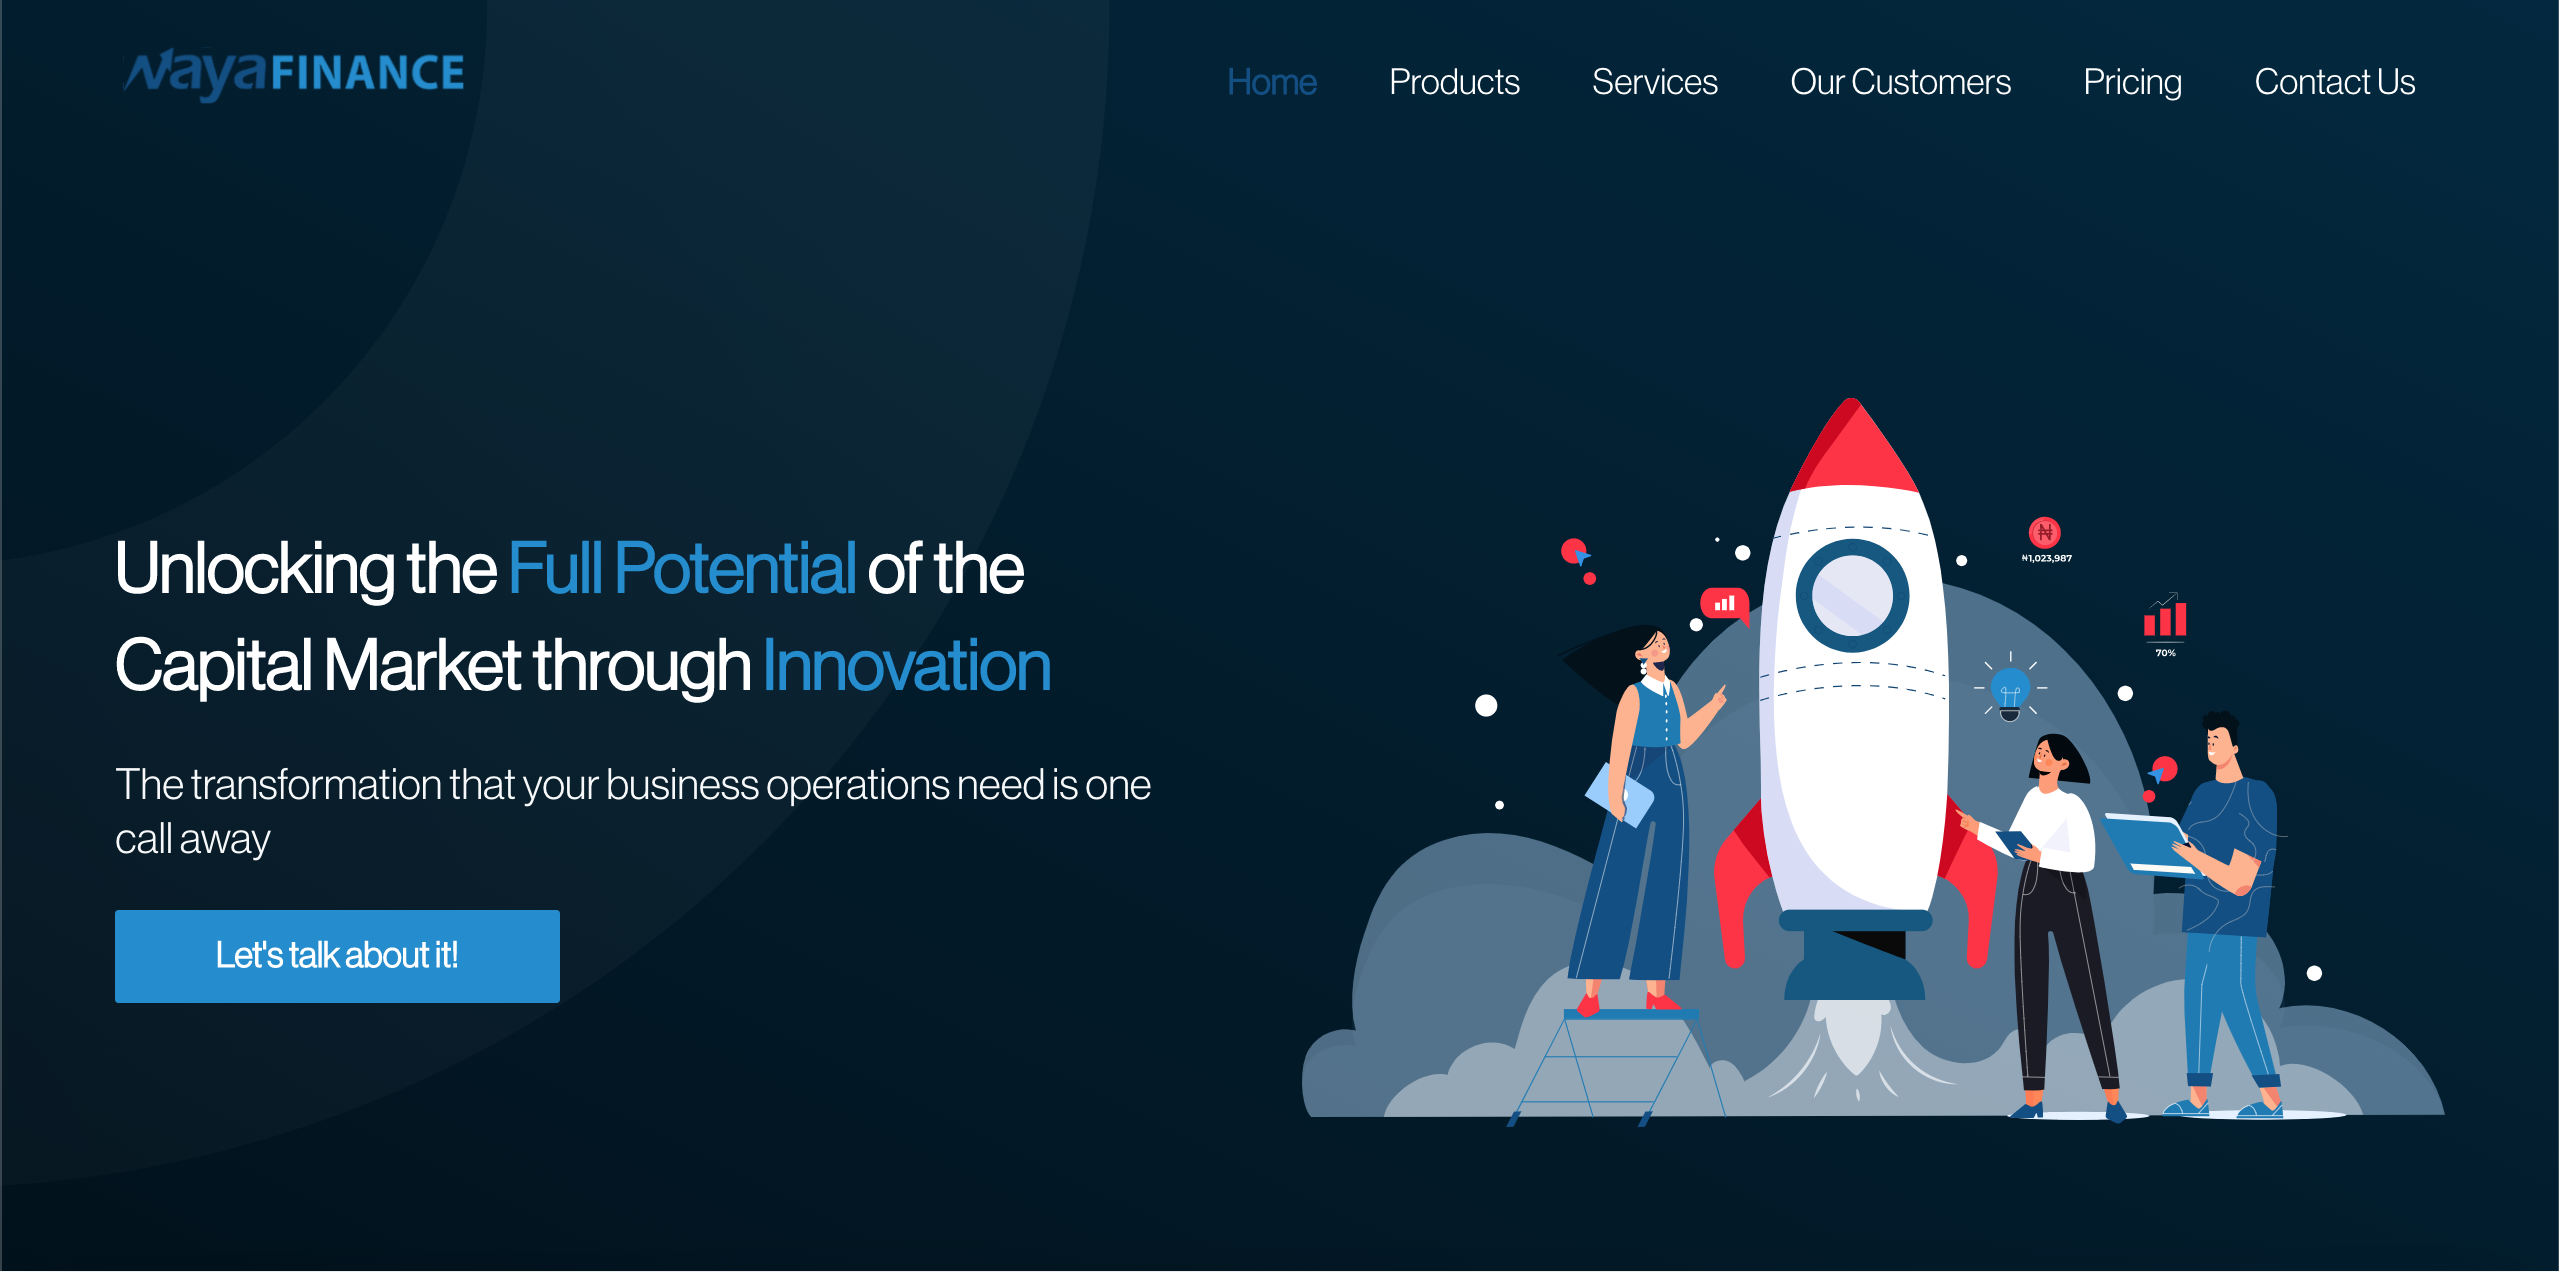 NayaFINANCE
Home Products Services Our Customers Pricing Contact Us
Unlocking the Full Potential of the
Capital Market through Innovation
The transformation that your business operations need is one
call away
Let's talk about it!
₦
₦1,023,987
70%